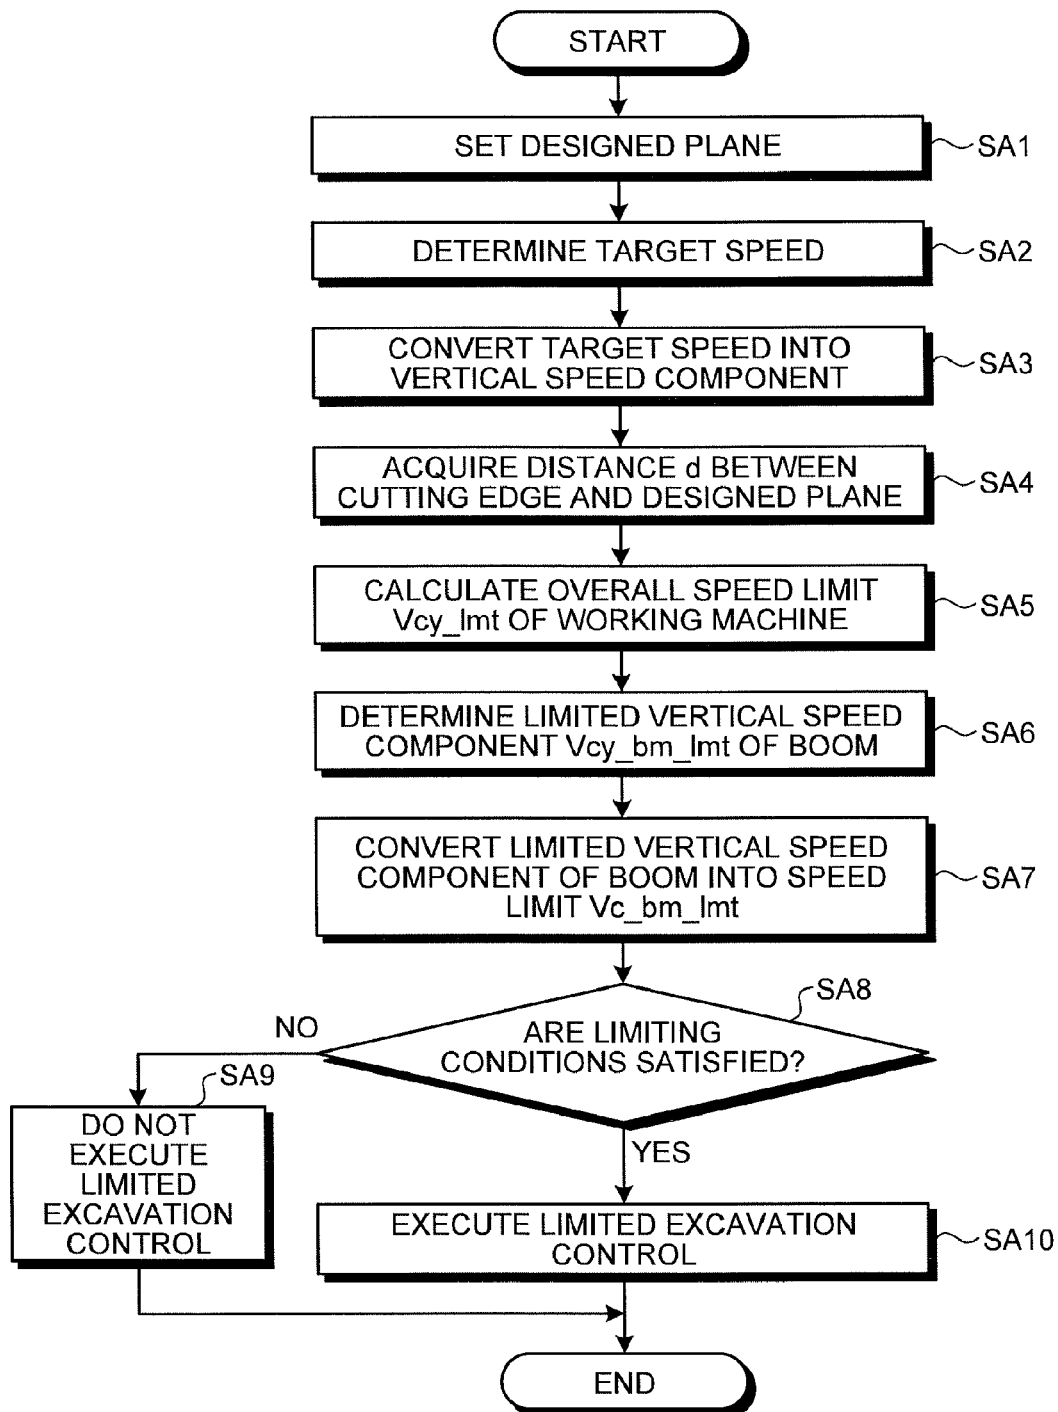 START
SET DESIGNED PLANE
SA1
DETERMINE TARGET SPEED
SA2
CONVERT TARGET SPEED INTO
VERTICAL SPEED COMPONENT
SA3
ACQUIRE DISTANCE d BETWEEN
CUTTING EDGE AND DESIGNED PLANE
SA4
CALCULATE OVERALL SPEED LIMIT
Vcy_lmt OF WORKING MACHINE
SA5
DETERMINE LIMITED VERTICAL SPEED
COMPONENT Vcy_bm_lmt OF BOOM
SA6
CONVERT LIMITED VERTICAL SPEED
COMPONENT OF BOOM INTO SPEED
LIMIT Vc_bm_lmt
SA7
SA8
ARE LIMITING
CONDITIONS SATISFIED?
NO
SA9
DO NOT
EXECUTE
LIMITED
EXCAVATION
CONTROL
YES
EXECUTE LIMITED EXCAVATION
CONTROL
SA10
END